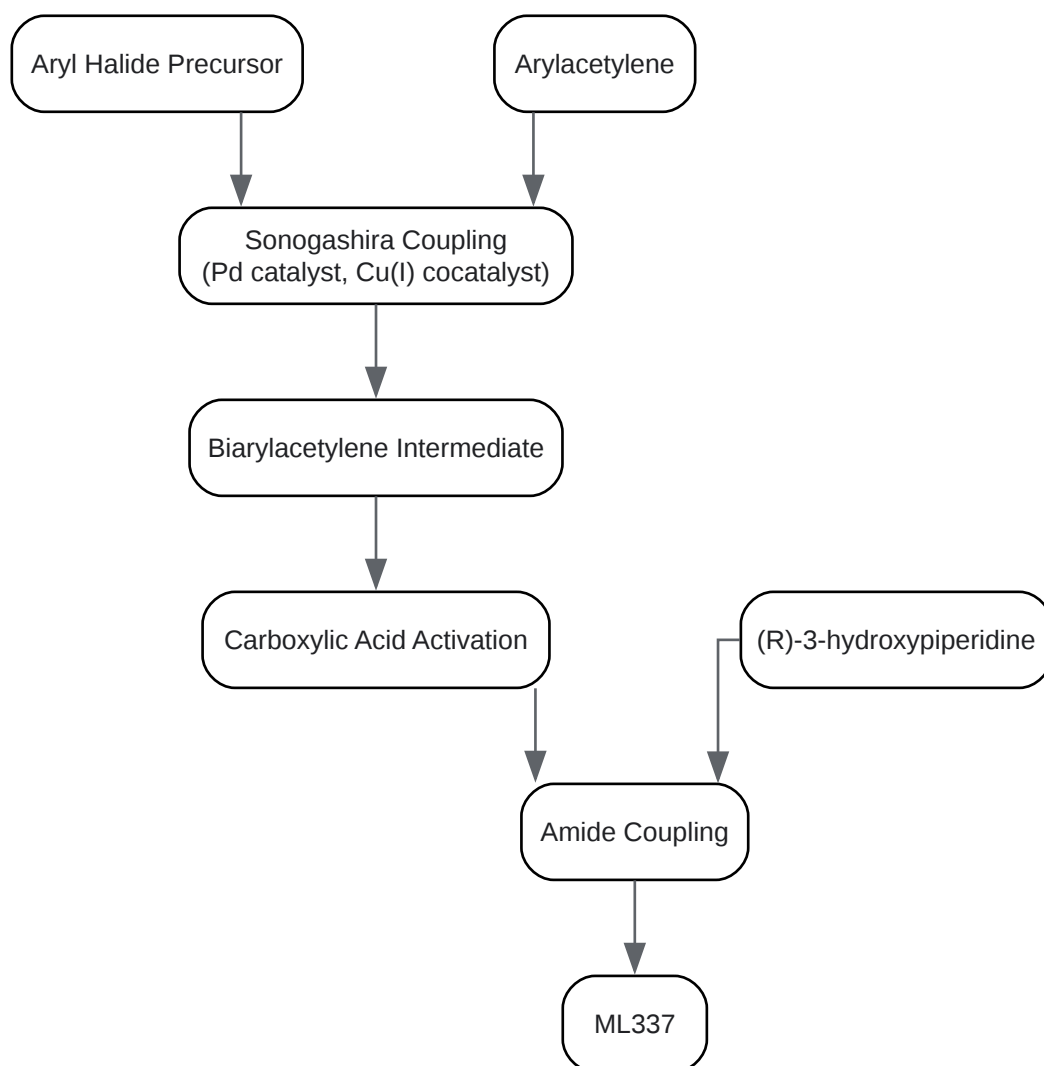 Aryl Halide Precursor
Arylacetylene
Sonogashira Coupling
(Pd catalyst, Cu(I) cocatalyst)
Biarylacetylene Intermediate
Carboxylic Acid Activation
(R)-3-hydroxypiperidine
Amide Coupling
ML337